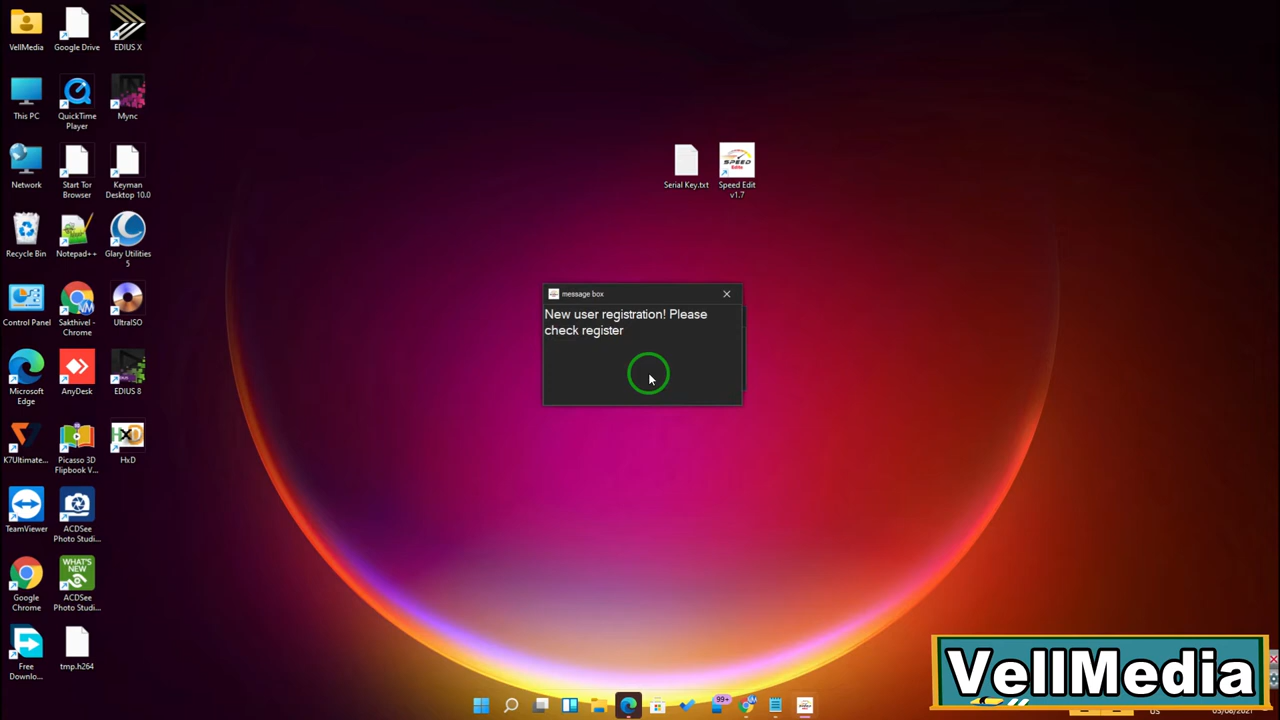 VellMedia
Google Drive
EDIUS X
This PC
QuickTime
Player
Mync
Network
Start Tor
Browser
Keyman
Desktop 10.0
Recycle Bin
Notepad++
Glary Utilities
5
Control Panel
Sakthivel -
Chrome
UltraISO
Microsoft
Edge
AnyDesk
EDIUS 8
K7Ultimate...
Picasso 3D
Flipbook V...
HxD
TeamViewer
ACDSee
Photo Studi...
Google
Chrome
WHAT'S
NEW
ACDSee
Photo Studi...
Free
Downlo...
tmp.h264
Serial Key.txt
SPEED
Speed Edit
v1.7
message box
New user registration! Please
check register
VellMedia
99+